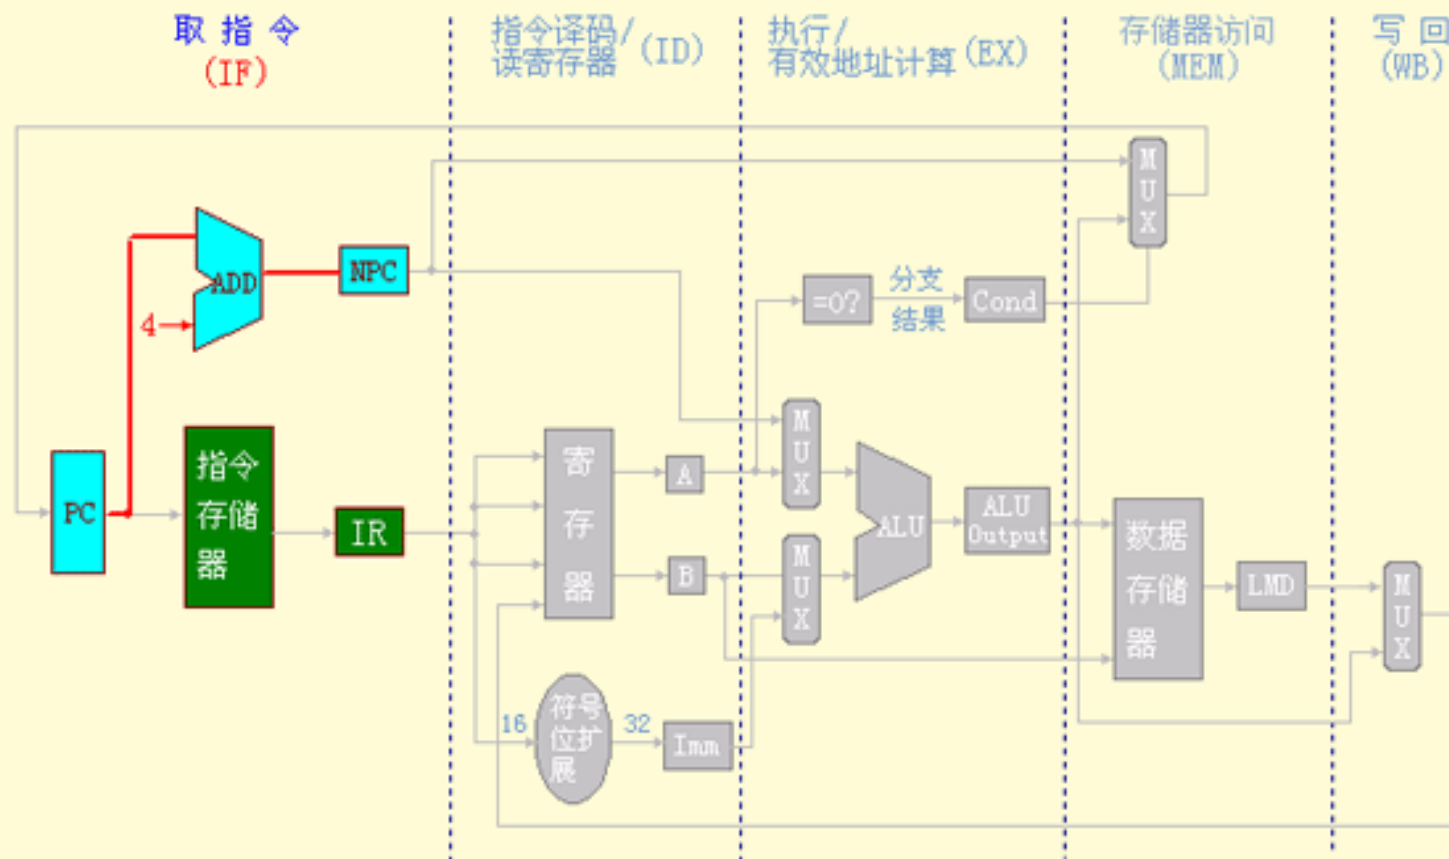 取 指 令
(IF)
指令译码/
读寄存器 (ID)
执行/
有效地址计算 (EX)
存储器访问
(MEM)
写 回
(WB)
MUX
ADD
NPC
4
=0?
分支
结果
Cond
PC
指令
存储
器
IR
寄
存
器
A
B
MUX
MUX
ALU
ALU
Output
数据
存储
器
LMD
MUX
16
符号
位扩
展
32
Imm